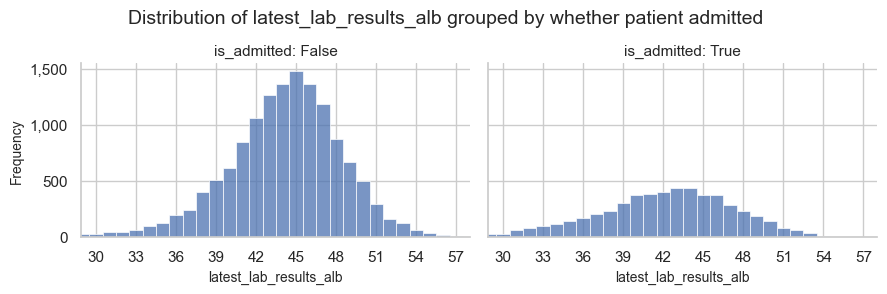 Distribution of latest_lab_results_alb grouped by whether patient admitted
is_admitted: False
is_admitted: True
1,500
1,000
500
0
Frequency
30 33 36 39 42 45 48 51 54 57
latest_lab_results_alb
30 33 36 39 42 45 48 51 54 57
latest_lab_results_alb